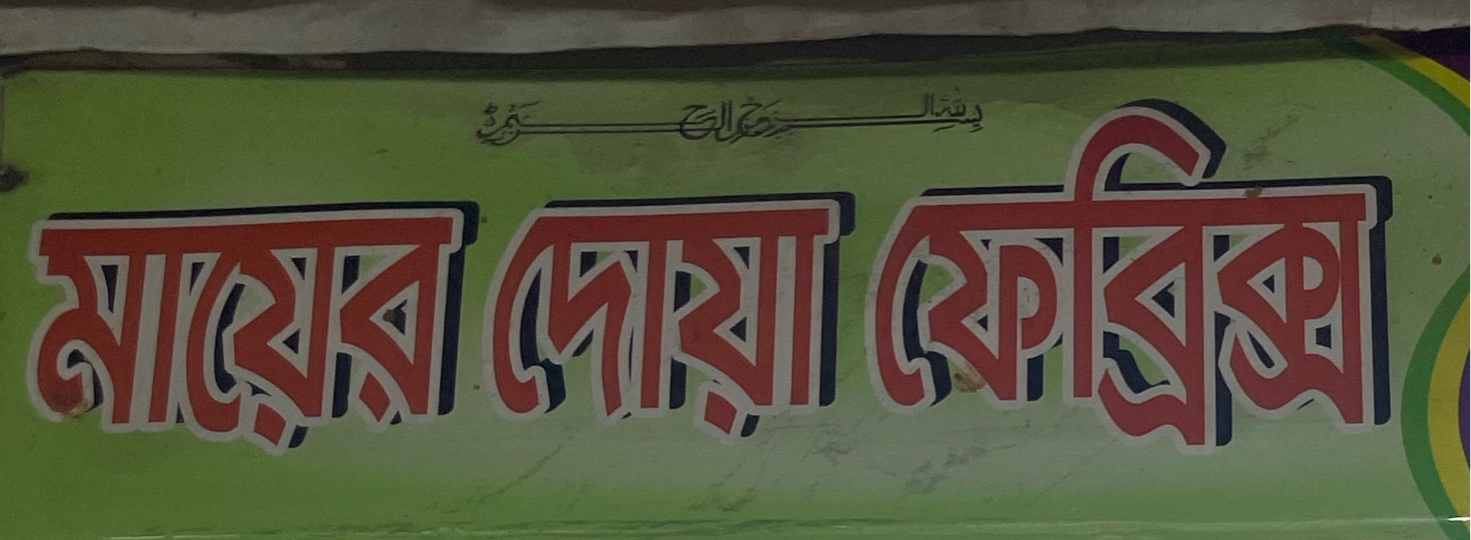 بسم الله الرحمن الرحيم
মায়ের দোয়া ফেব্রিক্স